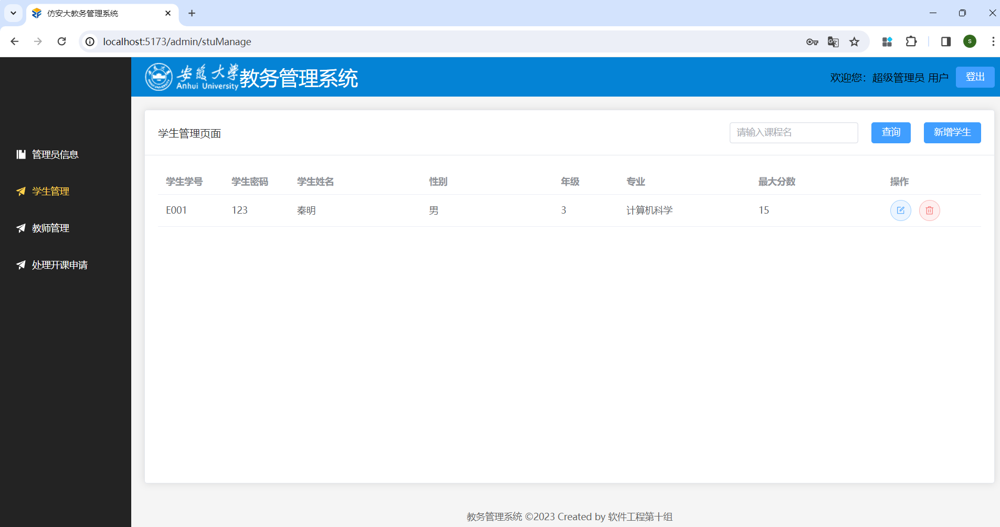 仿安大教务管理系统
localhost:5173/admin/stuManage
S
安徽大学
Anhui University
教务管理系统
欢迎您: 超级管理员 用户
登出
管理员信息
学生管理
教师管理
处理开课申请
学生管理页面
请输入课程名
查询
新增学生
学生学号 学生密码 学生姓名 性别 年级 专业 最大分数 操作
E001 123 秦明 男 3 计算机科学 15
教务管理系统 ©2023 Created by 软件工程第十组